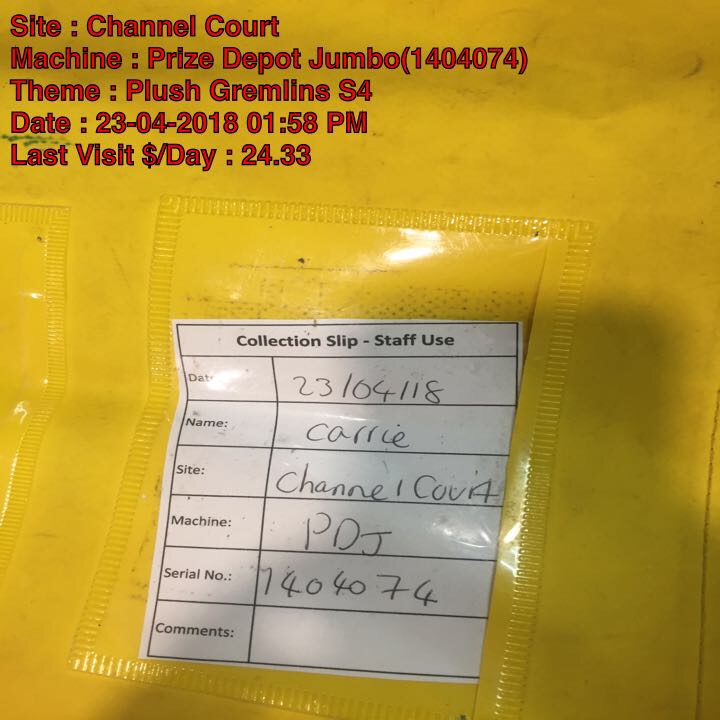 Site : Channel Court
Machine : Prize Depot Jumbo(1404074)
Theme : Plush Gremlins S4
Date : 23-04-2018 01:58 PM
Last Visit $/Day : 24.33
Collection Slip - Staff Use
Date 23/04/18
Name: Carrie
Site: Channel Court
Machine: PDJ
Serial No.: 1404074
Comments: